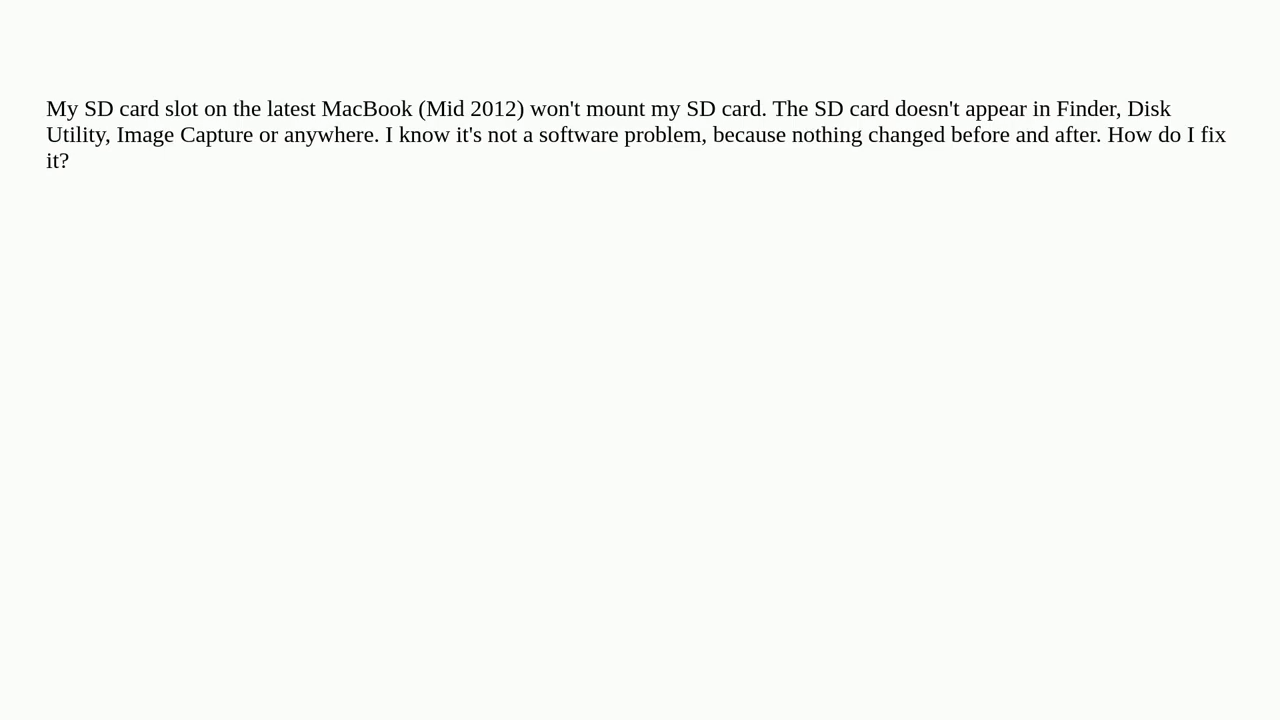 My SD card slot on the latest MacBook (Mid 2012) won't mount my SD card. The SD card doesn't appear in Finder, Disk
Utility, Image Capture or anywhere. I know it's not a software problem, because nothing changed before and after. How do I fix
it?